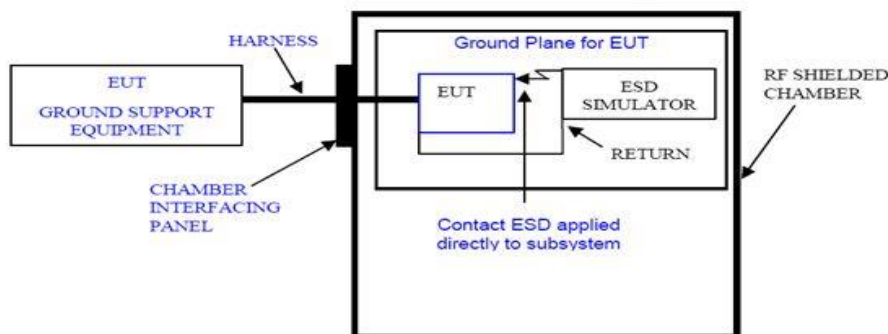 HARNESS
Ground Plane for EUT
EUT
GROUND SUPPORT
EQUIPMENT
EUT
ESD
SIMULATOR
RF SHIELDED
CHAMBER
RETURN
CHAMBER
INTERFACING
PANEL
Contact ESD applied
directly to subsystem